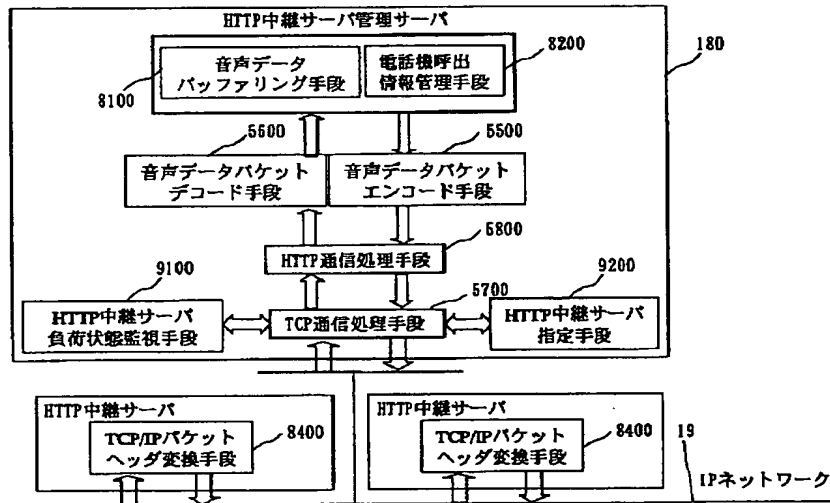 HTTP中継サーバ管理サーバ
8200
180
音声データ
バッファリング手段
電話機呼出
情報管理手段
8100
5600
5500
音声データパケット
デコード手段
音声データパケット
エンコード手段
5800
HTTP通信処理手段
9100
5700
9200
HTTP中継サーバ
負荷状態監視手段
TCP通信処理手段
HTTP中継サーバ
指定手段
HTTP中継サーバ
TCP/IPパケット
ヘッダ変換手段
8400
HTTP中継サーバ
TCP/IPパケット
ヘッダ変換手段
8400
19
IPネットワーク